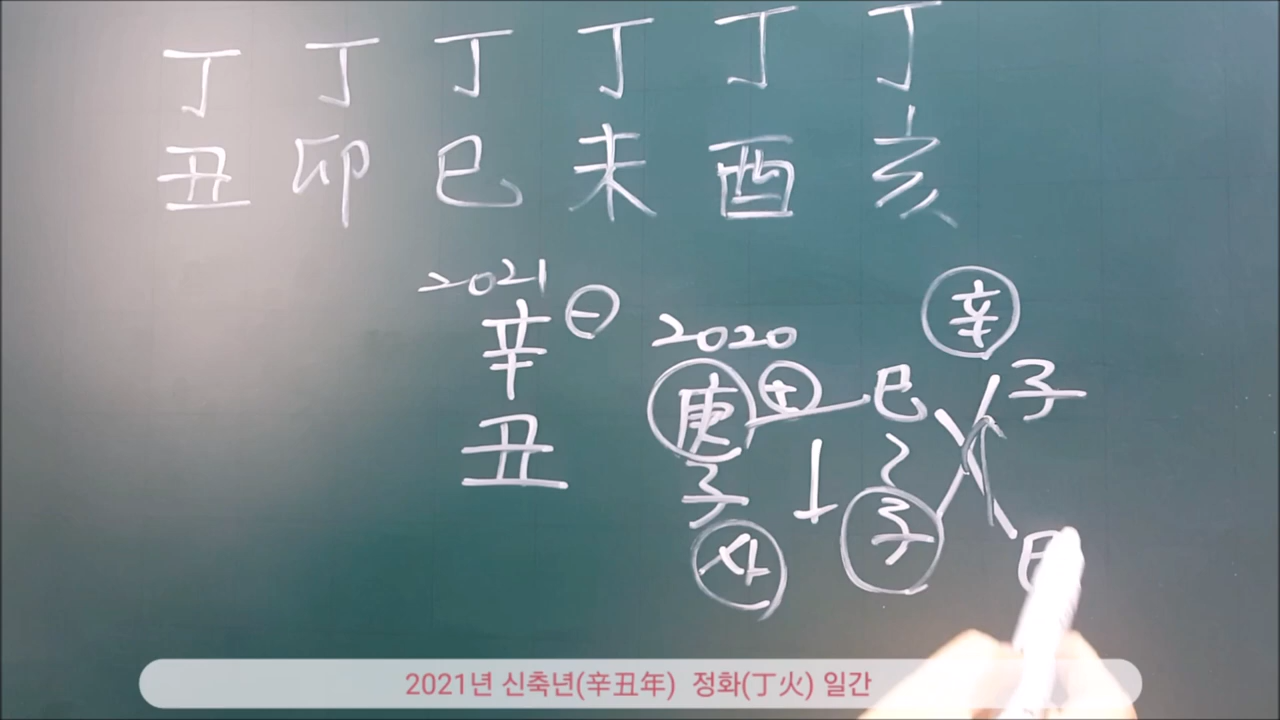 丁 丁 丁 丁 丁 丁
丑 卯 巳 未 酉 亥
2021
辛 ⊖
丑
2020
庚 ⊕
子
사
巳
子
辛
子
2021년 신축년(辛丑年) 정화(丁火) 일간